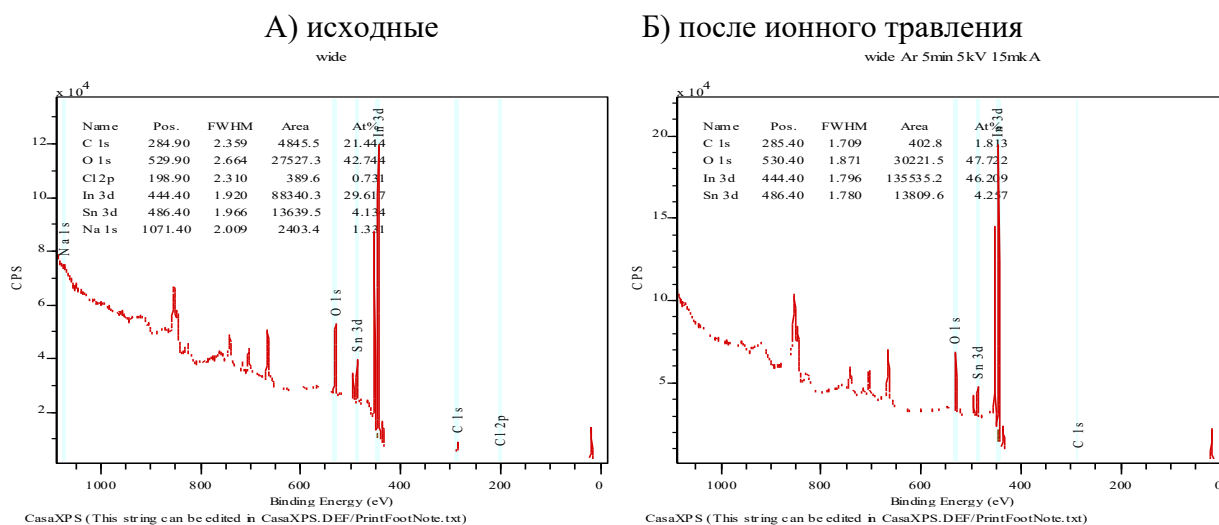 А) исходные
wide
x 10^4
Name Pos. FWHM Area At%
C 1s 284.90 2.359 4845.5 21.444
O 1s 529.90 2.664 27527.3 42.744
Cl 2p 198.90 2.310 389.6 0.731
In 3d 444.40 1.920 88340.3 29.617
Sn 3d 486.40 1.966 13639.5 4.134
Na 1s 1071.40 2.009 2403.4 1.331
12
10
8
6
4
2
CPS
Na 1s
O 1s
Sn 3d
In 3d
C 1s
Cl 2p
1000 800 600 400 200 0
Binding Energy (eV)
CasaXPS (This string can be edited in CasaXPS.DEF/PrintFootNote.txt)
Б) после ионного травления
wide Ar 5min 5kV 15mkA
x 10^4
Name Pos. FWHM Area At%
C 1s 285.40 1.709 402.8 1.813
O 1s 530.40 1.871 30221.5 47.722
In 3d 444.40 1.796 135535.2 46.209
Sn 3d 486.40 1.780 13809.6 4.257
20
15
10
5
CPS
O 1s
Sn 3d
In 3d
C 1s
1000 800 600 400 200 0
Binding Energy (eV)
CasaXPS (This string can be edited in CasaXPS.DEF/PrintFootNote.txt)